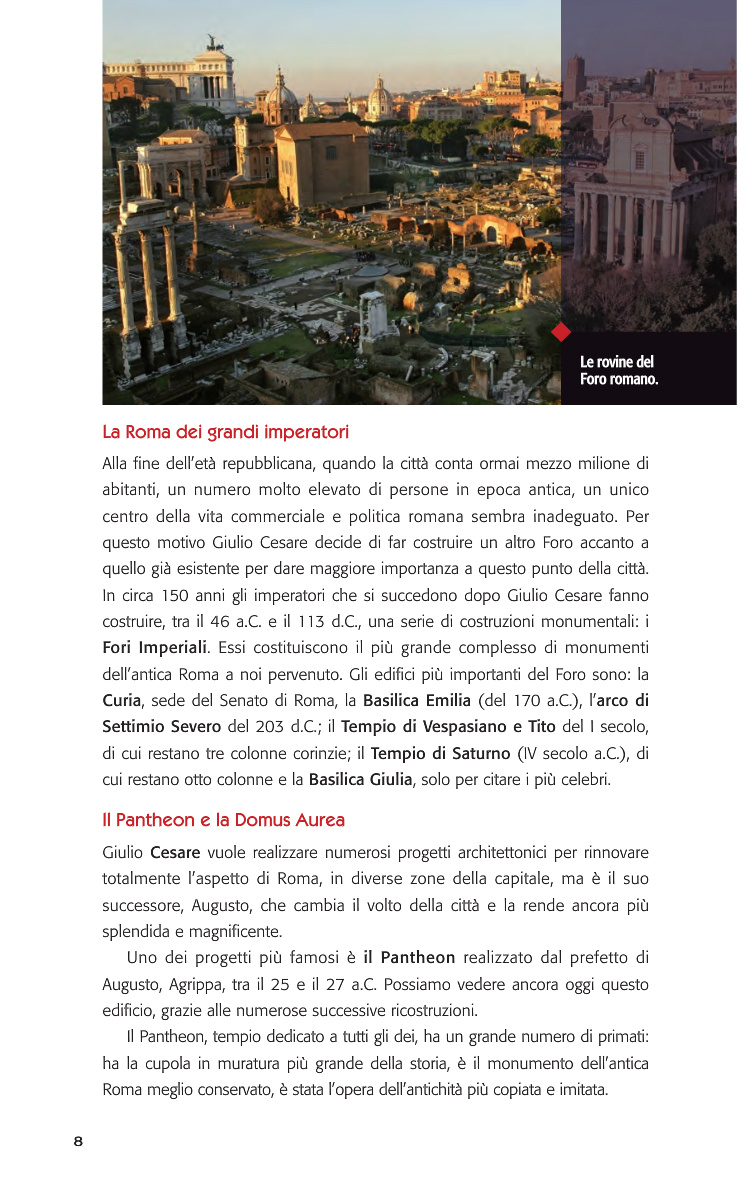 Le rovine del
Foro romano.
La Roma dei grandi imperatori
Alla fine dell'età repubblicana, quando la città conta ormai mezzo milione di
abitanti, un numero molto elevato di persone in epoca antica, un unico
centro della vita commerciale e politica romana sembra inadeguato. Per
questo motivo Giulio Cesare decide di far costruire un altro Foro accanto a
quello già esistente per dare maggiore importanza a questo punto della città.
In circa 150 anni gli imperatori che si succedono dopo Giulio Cesare fanno
costruire, tra il 46 a.C. e il 113 d.C., una serie di costruzioni monumentali: i
Fori Imperiali. Essi costituiscono il più grande complesso di monumenti
dell'antica Roma a noi pervenuto. Gli edifici più importanti del Foro sono: la
Curia, sede del Senato di Roma, la Basilica Emilia (del 170 a.C.), l'arco di
Settimio Severo del 203 d.C.; il Tempio di Vespasiano e Tito del I secolo,
di cui restano tre colonne corinzie; il Tempio di Saturno (IV secolo a.C.), di
cui restano otto colonne e la Basilica Giulia, solo per citare i più celebri.
Il Pantheon e la Domus Aurea
Giulio Cesare vuole realizzare numerosi progetti architettonici per rinnovare
totalmente l'aspetto di Roma, in diverse zone della capitale, ma è il suo
successore, Augusto, che cambia il volto della città e la rende ancora più
splendida e magnificente.
Uno dei progetti più famosi è il Pantheon realizzato dal prefetto di
Augusto, Agrippa, tra il 25 e il 27 a.C. Possiamo vedere ancora oggi questo
edificio, grazie alle numerose successive ricostruzioni.
Il Pantheon, tempio dedicato a tutti gli dei, ha un grande numero di primati:
ha la cupola in muratura più grande della storia, è il monumento dell'antica
Roma meglio conservato, è stata l'opera dell'antichità più copiata e imitata.
8